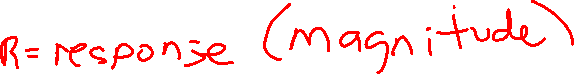 R = response (magnitude)